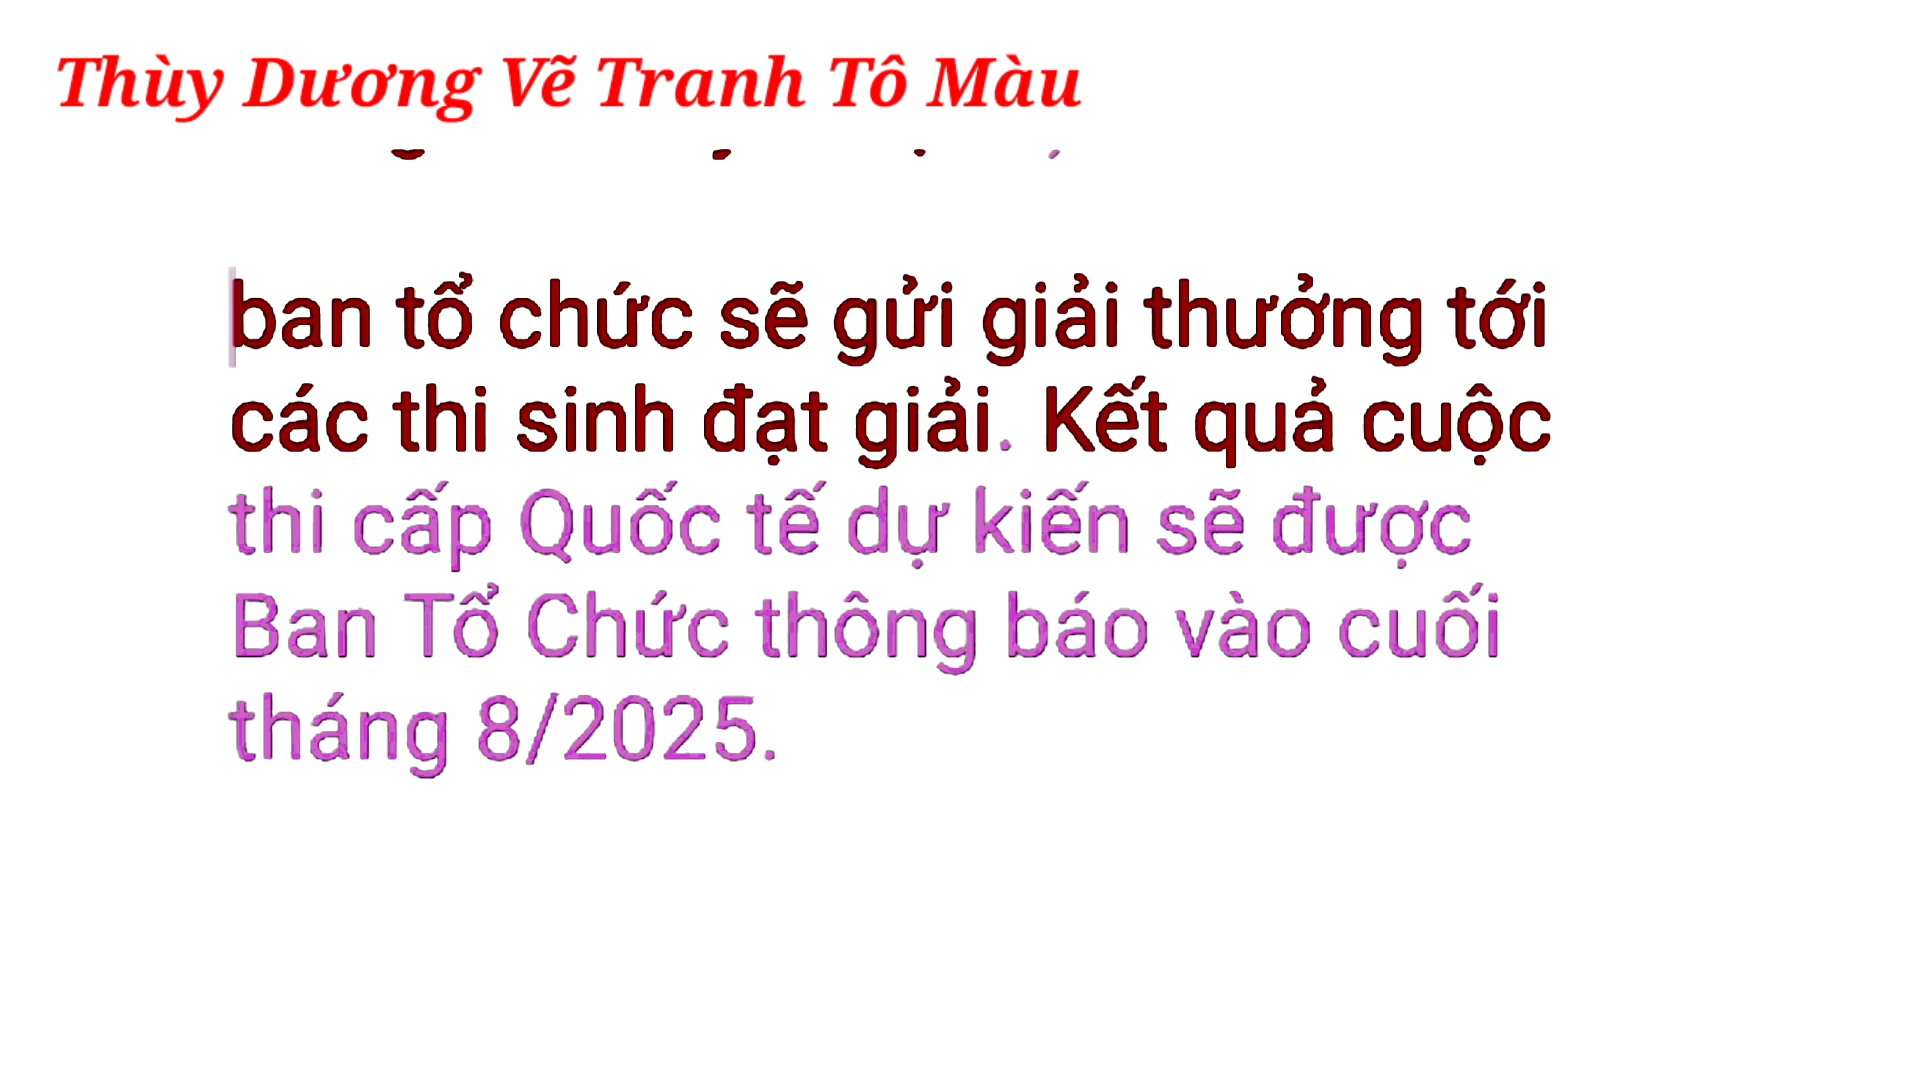 Thùy Dương Vẽ Tranh Tô Màu
ban tổ chức sẽ gửi giải thưởng tới
các thi sinh đạt giải. Kết quả cuộc
thi cấp Quốc tế dự kiến sẽ được
Ban Tổ Chức thông báo vào cuối
tháng 8/2025.